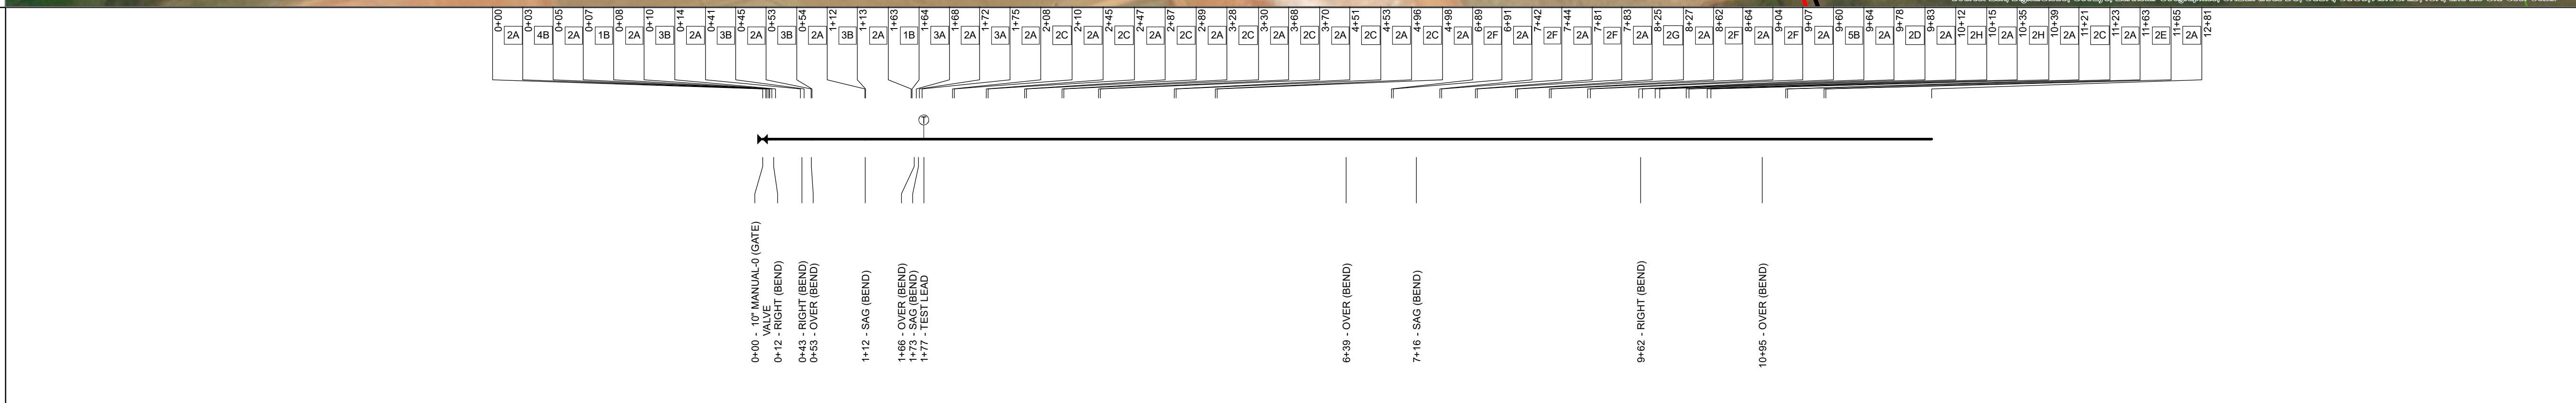 0+00
2A
0+03
4B
0+05
2A
0+07
1B
0+08
2A
0+10
3B
0+14
2A
0+41
3B
0+45
2A
0+53
3B
0+54
2A
1+12
3B
1+13
2A
1+63
1B
1+64
3A
1+68
2A
1+72
3A
1+75
2A
2+08
2C
2+10
2A
2+45
2C
2+47
2A
2+87
2C
2+89
2A
3+28
2C
3+30
2A
3+68
2C
3+70
2A
4+51
2C
4+53
2A
4+96
2C
4+98
2A
6+89
2F
6+91
2A
7+42
2F
7+44
2A
7+81
2F
7+83
2A
8+25
2G
8+27
2A
8+62
2F
8+64
2A
9+04
2F
9+07
2A
9+60
5B
9+64
2A
9+78
2D
9+83
2A
10+12
2H
10+15
2A
10+35
2H
10+39
2A
11+21
2C
11+23
2A
11+63
2E
11+65
2A
12+81
T
0+00 - 10" MANUAL-0 (GATE)
VALVE
0+12 - RIGHT (BEND)
0+43 - RIGHT (BEND)
0+53 - OVER (BEND)
1+12 - SAG (BEND)
1+66 - OVER (BEND)
1+73 - SAG (BEND)
1+77 - TEST LEAD
6+39 - OVER (BEND)
7+16 - SAG (BEND)
9+62 - RIGHT (BEND)
10+95 - OVER (BEND)